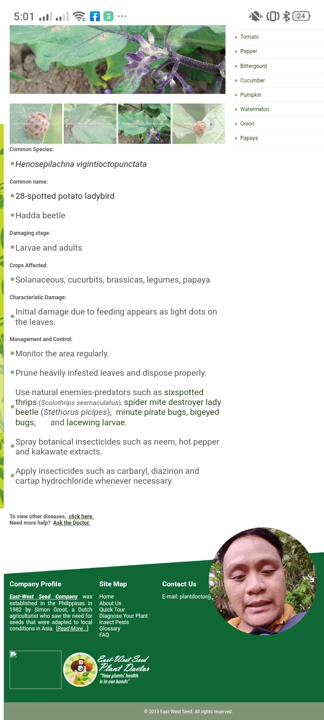 5:01
24
Tomato
Pepper
Bittergourd
Cucumber
Pumpkin
Watermelon
Onion
Papaya
Common Species:
Henosepilachna vigintioctopunctata
Common name:
28-spotted potato ladybird
Hadda beetle
Damaging stage:
Larvae and adults
Crops Affected:
Solanaceous, cucurbits, brassicas, legumes, papaya
Characteristic Damage:
Initial damage due to feeding appears as light dots on
the leaves.
Management and Control:
Monitor the area regularly.
Prune heavily infested leaves and dispose properly.
Use natural enemies-predators such as sixspotted
thrips (Scolothrips sexmaculatus), spider mite destroyer lady
beetle (Stethorus picipes), minute pirate bugs, bigeyed
bugs, and lacewing larvae.
Spray botanical insecticides such as neem, hot pepper
and kakawate extracts.
Apply insecticides such as carbaryl, diazinon and
cartap hydrochloride whenever necessary.
To view other diseases, click here.
Need more help? Ask the Doctor.
Company Profile
East-West Seed Company was
established in the Philippines in
1982 by Simon Groot, a Dutch
agriculturist who saw the need for
seeds that were adapted to local
conditions in Asia. [Read More...]
Site Map
Home
About Us
Quick Tour
Diagnose Your Plant
Insect Pests
Glossary
FAQ
Contact Us
E-mail: plantdoctor@
East-West Seed
Plant Doctor
"Your plants' health
is in our hands"
© 2013 East-West Seed. All rights reserved.